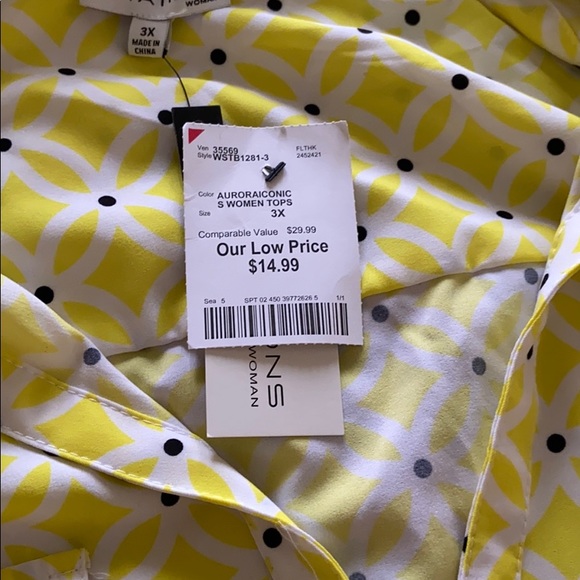 WOMAN
3X
MADE IN
CHINA
Ven 35569
FLTHK
Style WSTB1281-3
2452421
Color AURORAICONIC
S WOMEN TOPS
Size 3X
Comparable Value $29.99
Our Low Price
$14.99
Sea 5 SPT 02 450 39772626 5 1/1
WOMAN